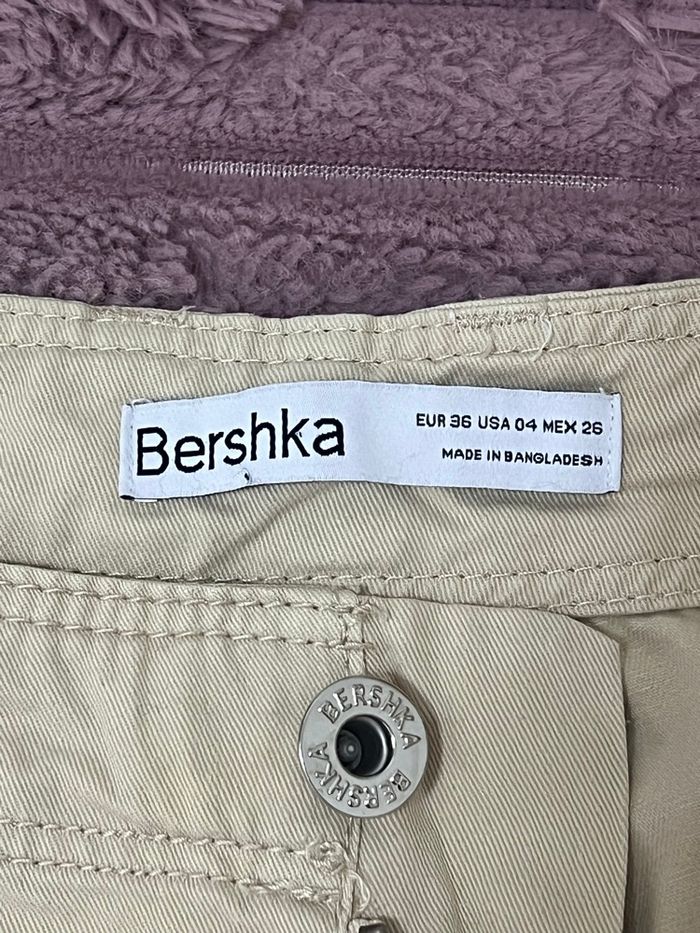 Bershka
EUR 36 USA 04 MEX 26
MADE IN BANGLADESH
BERSHKA
BERSHKA